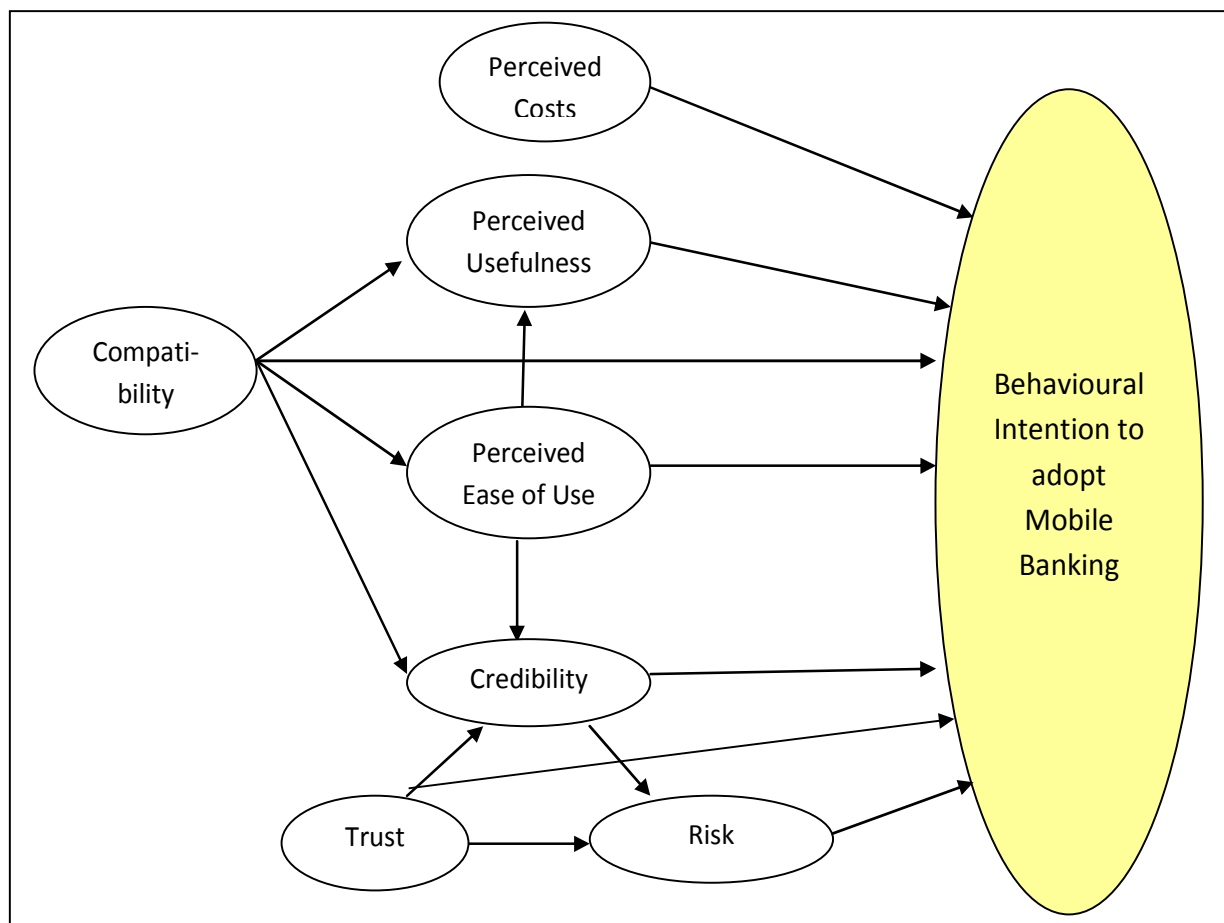 Perceived
Costs
Perceived
Usefulness
Compati-
bility
Perceived
Ease of Use
Behavioural
Intention to
adopt
Mobile
Banking
Credibility
Trust
Risk